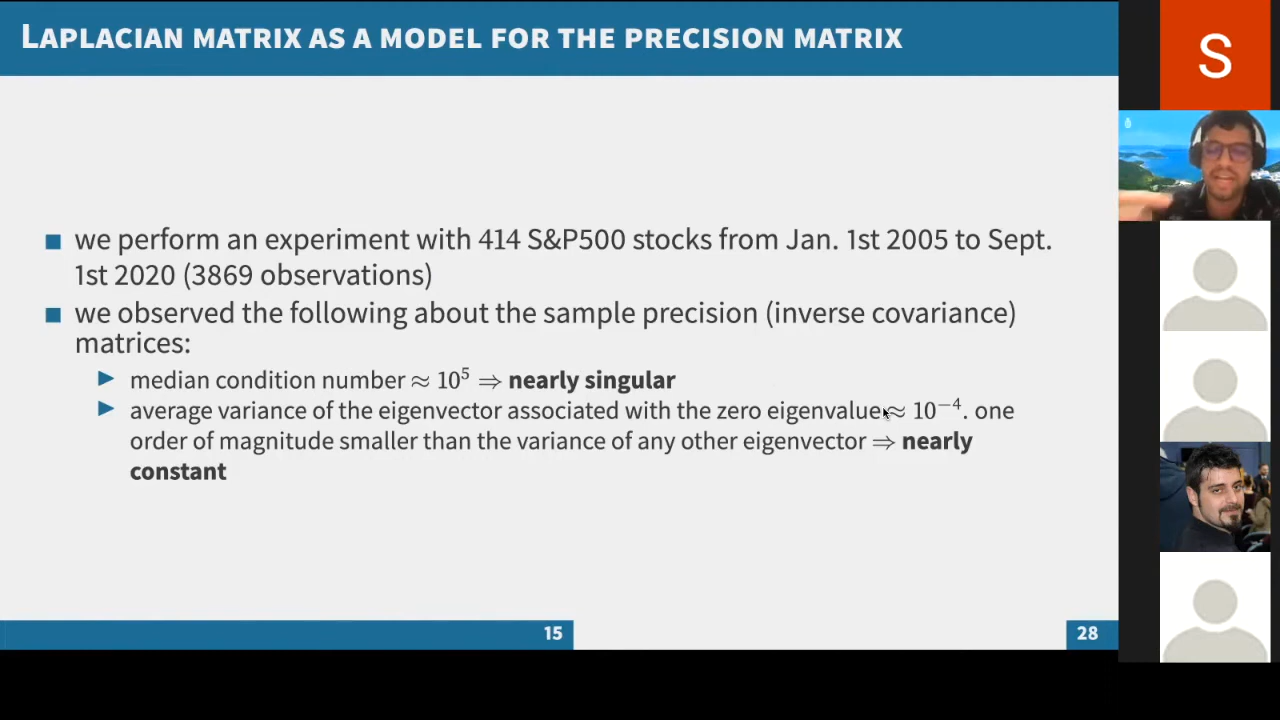 LAPLACIAN MATRIX AS A MODEL FOR THE PRECISION MATRIX
S
■ we perform an experiment with 414 S&P500 stocks from Jan. 1st 2005 to Sept.
1st 2020 (3869 observations)
■ we observed the following about the sample precision (inverse covariance)
matrices:
▶ median condition number ≈ 10⁵ ⇒ nearly singular
▶ average variance of the eigenvector associated with the zero eigenvalue ≈ 10⁻⁴. one
order of magnitude smaller than the variance of any other eigenvector ⇒ nearly
constant
15
28